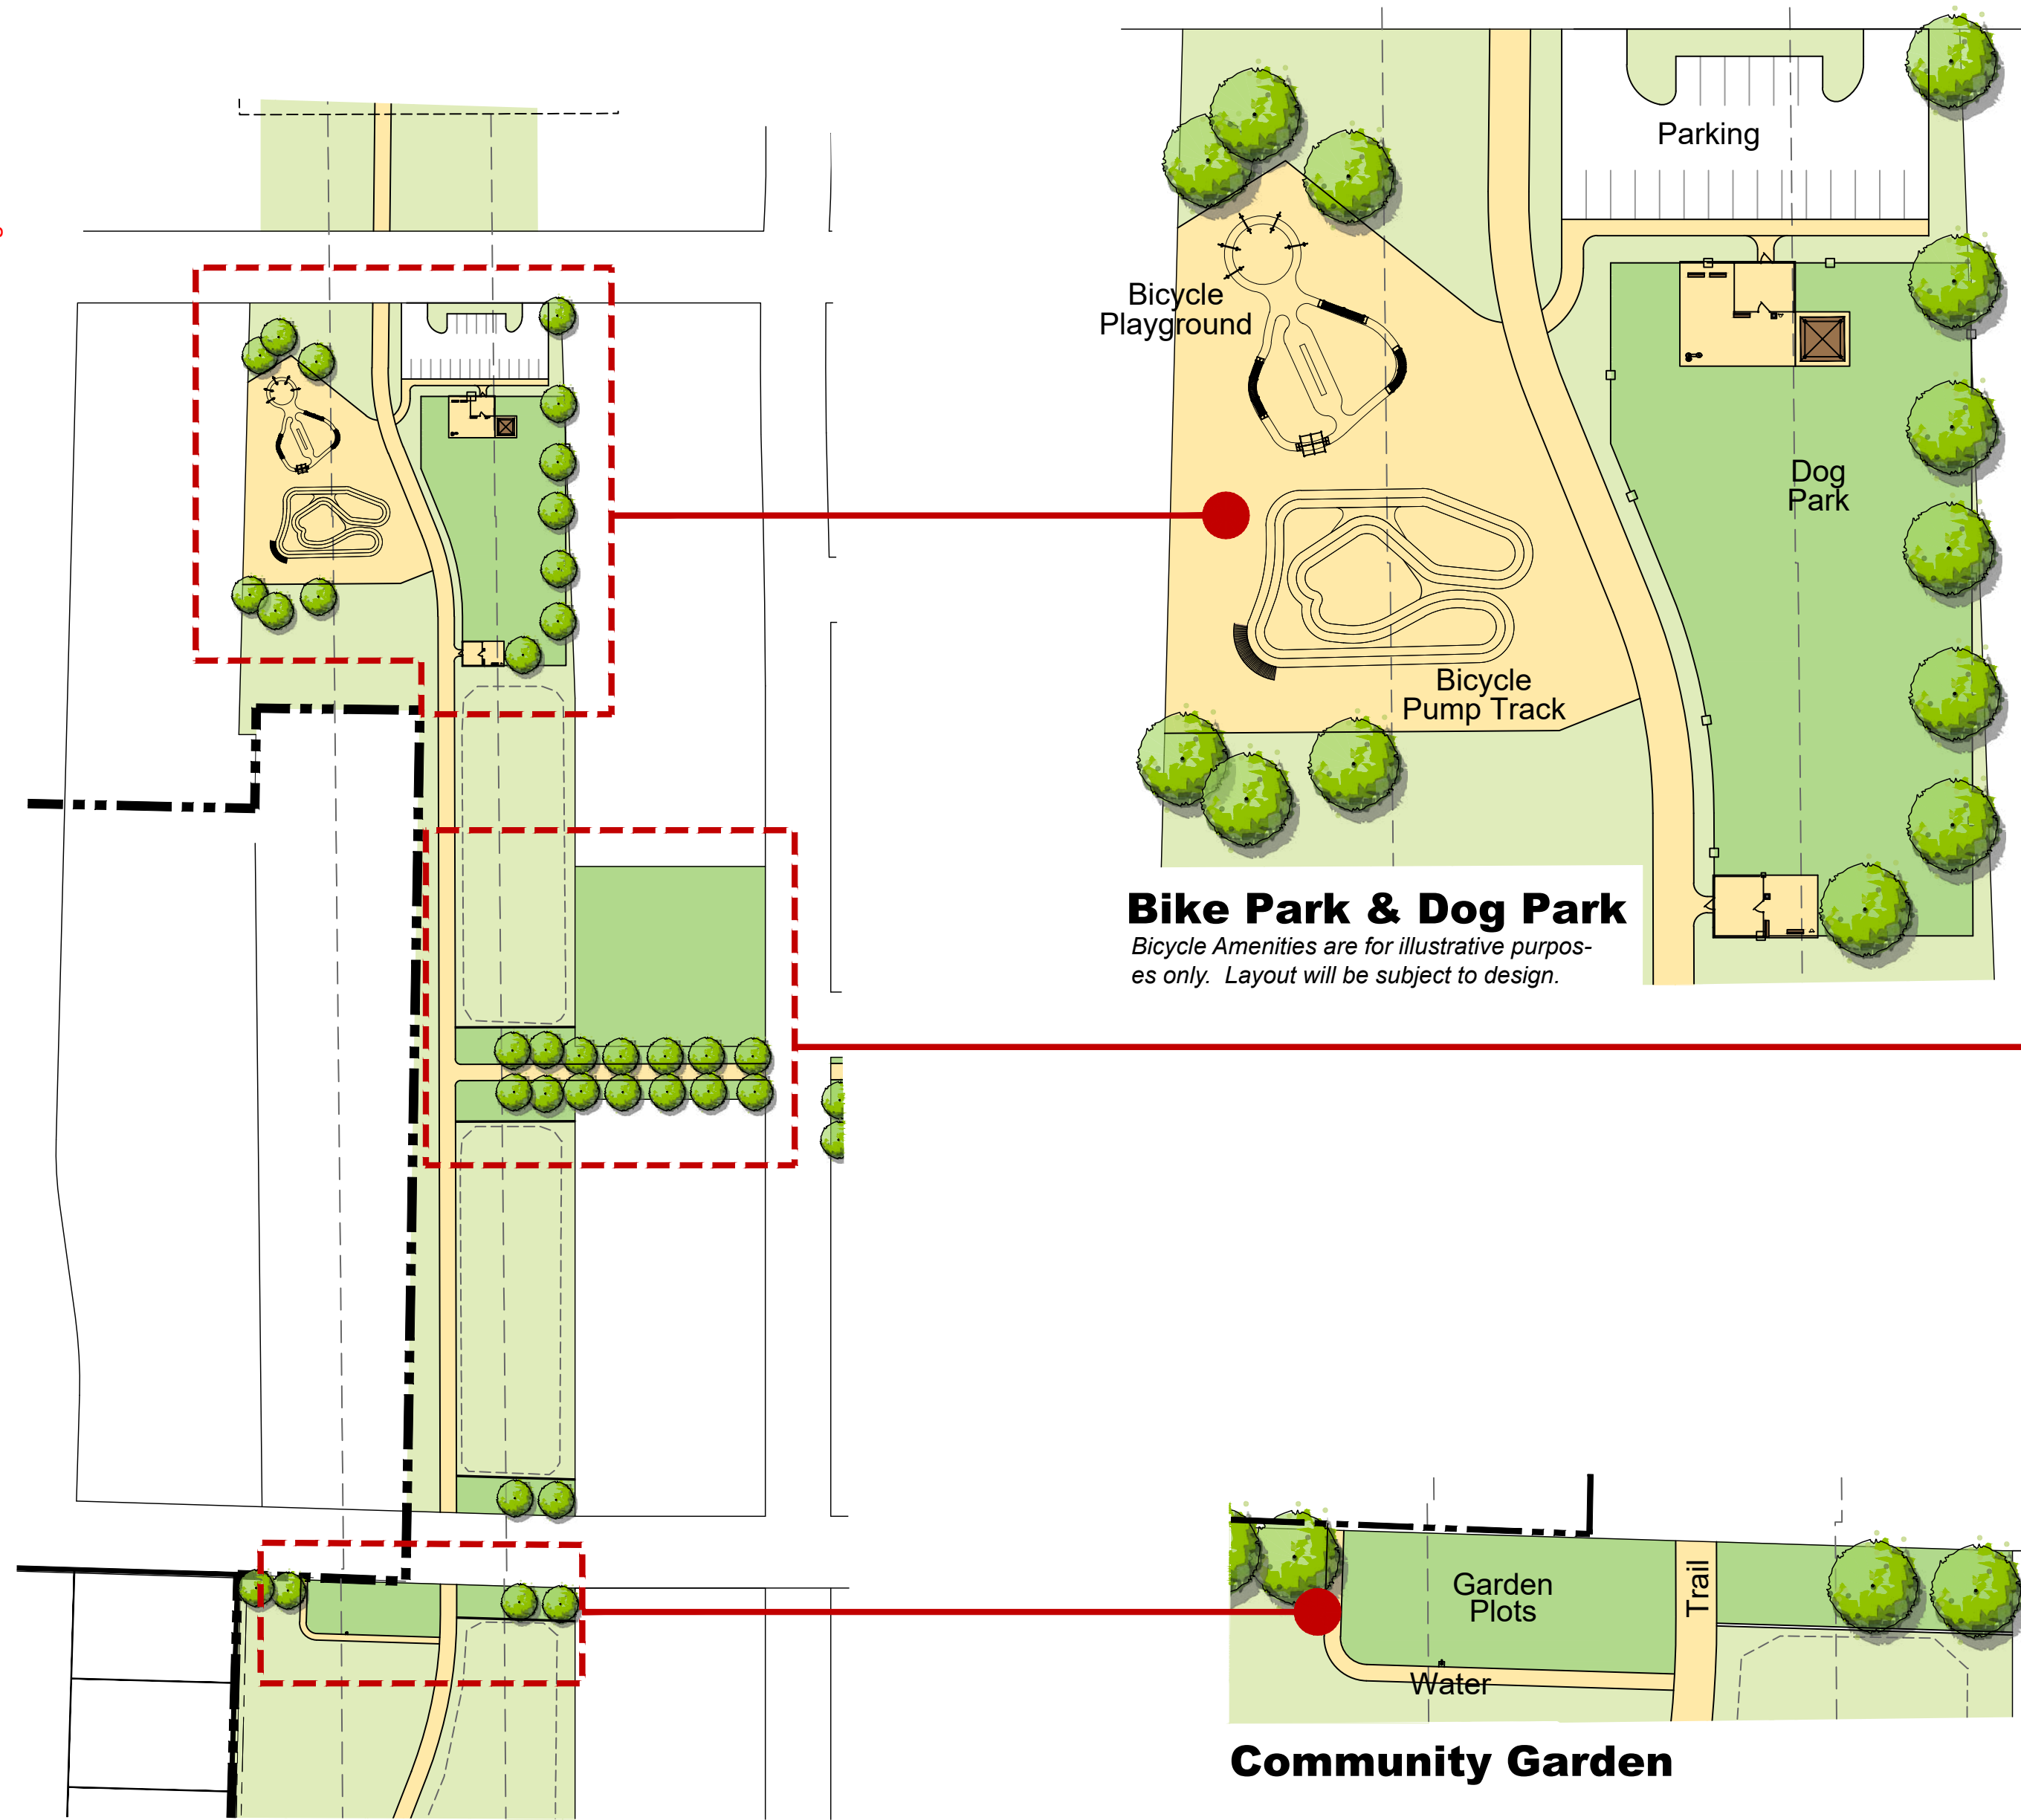 Parking
Bicycle
Playground
Dog
Park
Bicycle
Pump Track
Bike Park & Dog Park
Bicycle Amenities are for illustrative purpos-
es only.  Layout will be subject to design.
Garden
Plots
Trail
Water
Community Garden